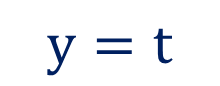 y = t